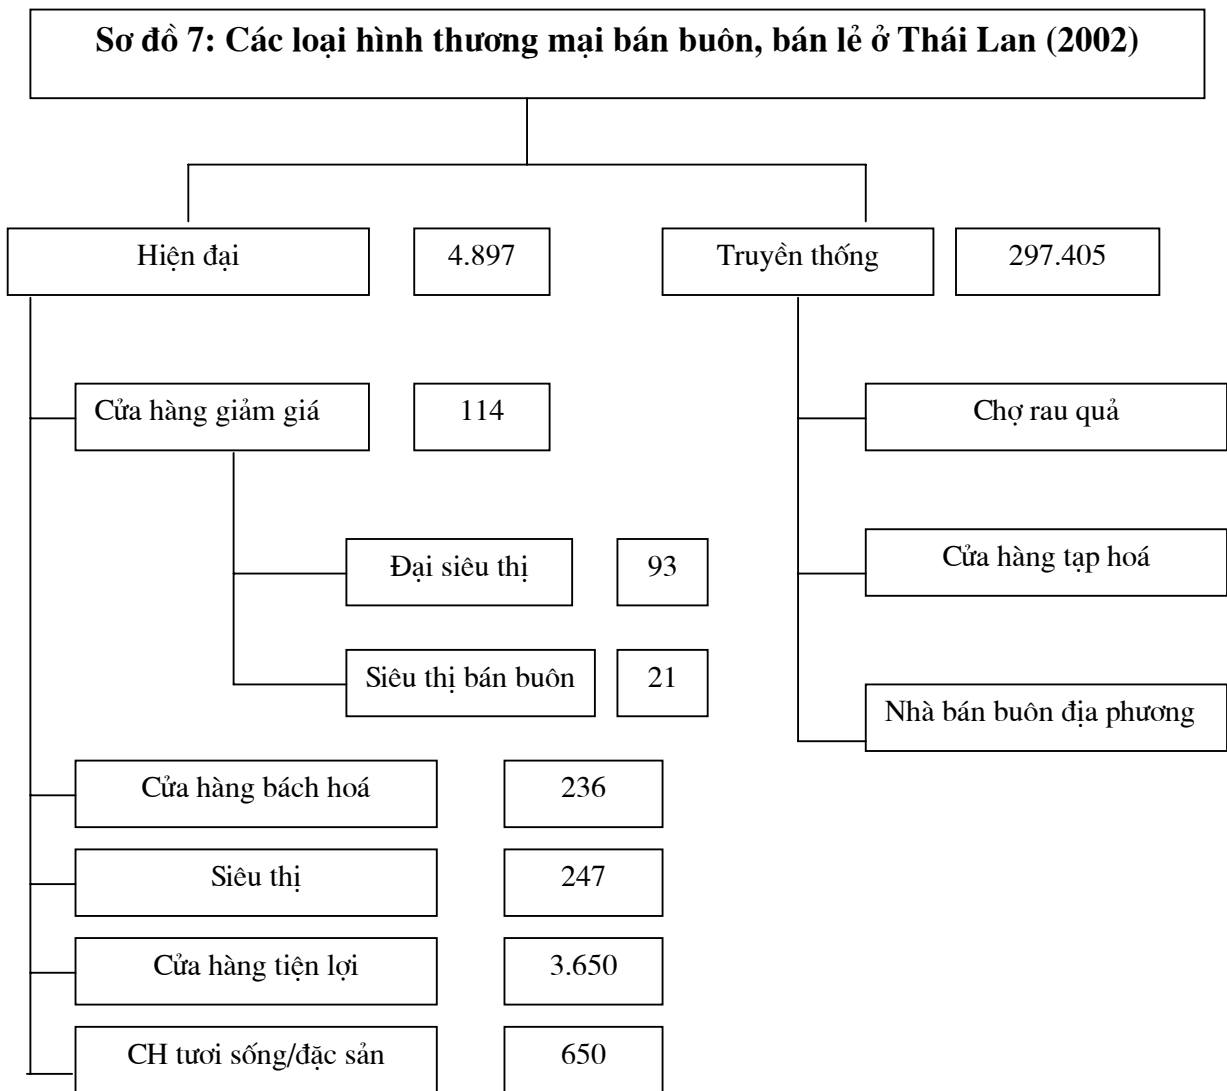 Sơ đồ 7: Các loại hình thương mại bán buôn, bán lẻ ở Thái Lan (2002)
Hiện đại
4.897
Truyền thống
297.405
Cửa hàng giảm giá
114
Chợ rau quả
Đại siêu thị
93
Cửa hàng tạp hoá
Siêu thị bán buôn
21
Nhà bán buôn địa phương
Cửa hàng bách hoá
236
Siêu thị
247
Cửa hàng tiện lợi
3.650
CH tươi sống/đặc sản
650